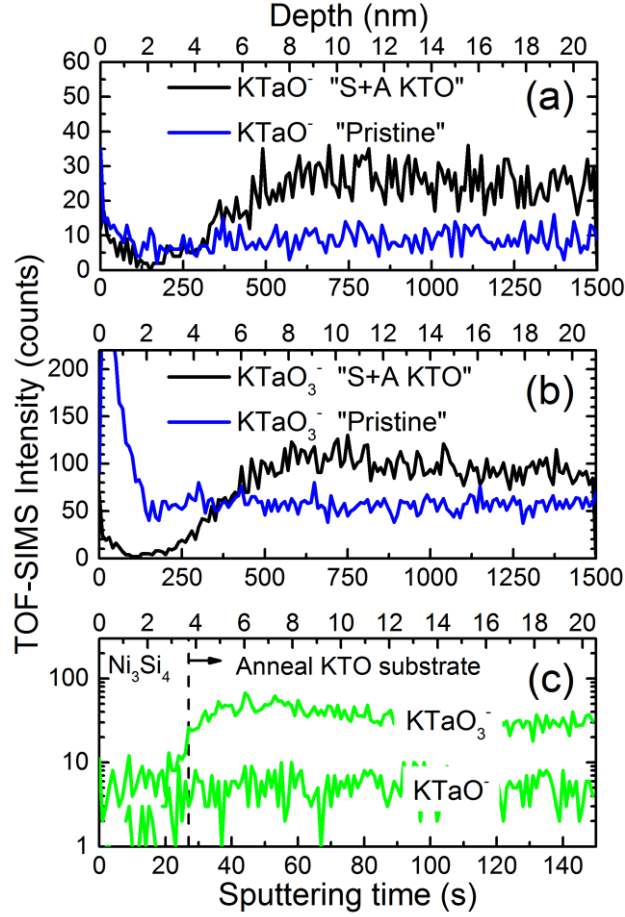 Depth (nm)
0 2 4 6 8 10 12 14 16 18 20
60
50
40
30
20
10
0
KTaO⁻ "S+A KTO"
KTaO⁻ "Pristine"
(a)
0 250 500 750 1000 1250 1500
0 2 4 6 8 10 12 14 16 18 20
200
150
100
50
0
KTaO₃⁻ "S+A KTO"
KTaO₃⁻ "Pristine"
(b)
0 250 500 750 1000 1250 1500
TOF-SIMS Intensity (counts)
0 2 4 6 8 10 12 14 16 18 20
100
10
1
Ni₃Si₄
Anneal KTO substrate
(c)
KTaO₃⁻
KTaO⁻
0 20 40 60 80 100 120 140
Sputtering time (s)